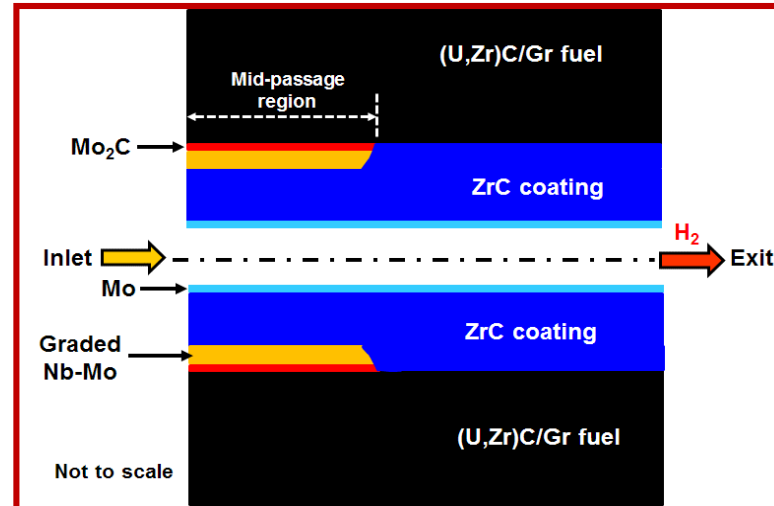 (U,Zr)C/Gr fuel
Mid-passage
region
Mo₂C
ZrC coating
H₂
Inlet
Exit
Mo
Graded
Nb-Mo
ZrC coating
(U,Zr)C/Gr fuel
Not to scale